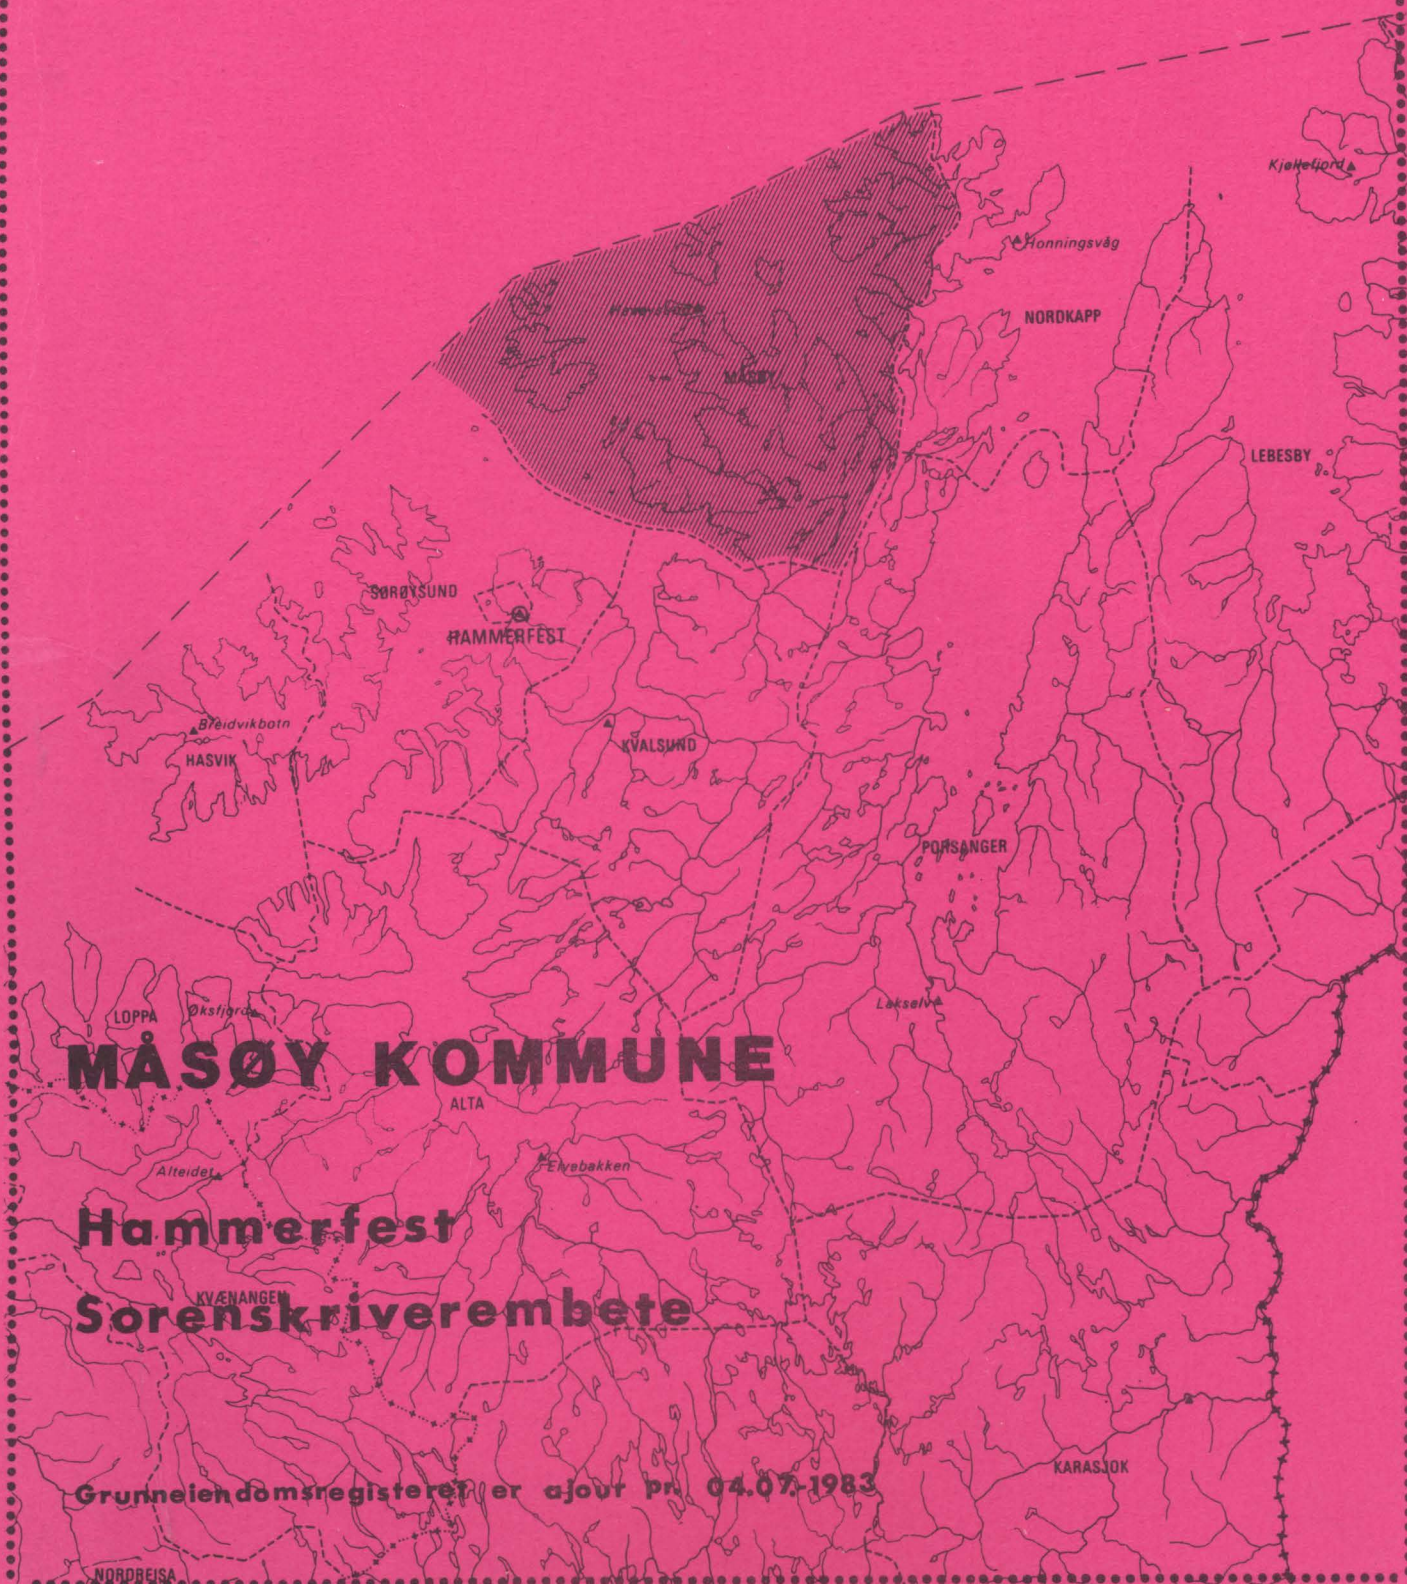 Kjøllefjord
Honningsvåg
NORDKAPP
Havøysund
MÅSØY
LEBESBY
SØRØYSUND
HAMMERFEST
Breidvikbotn
HASVIK
KVALSUND
PORSANGER
Lakselv
LOPPA
Øksfjord
MÅSØY KOMMUNE
ALTA
Alteidet
Elvebakken
Hammerfest
KVÆNANGEN
Sorenskriverembete
KARASJOK
Grunneiendomsregisteret er ajour pr. 04.07.1983
NORDREISA